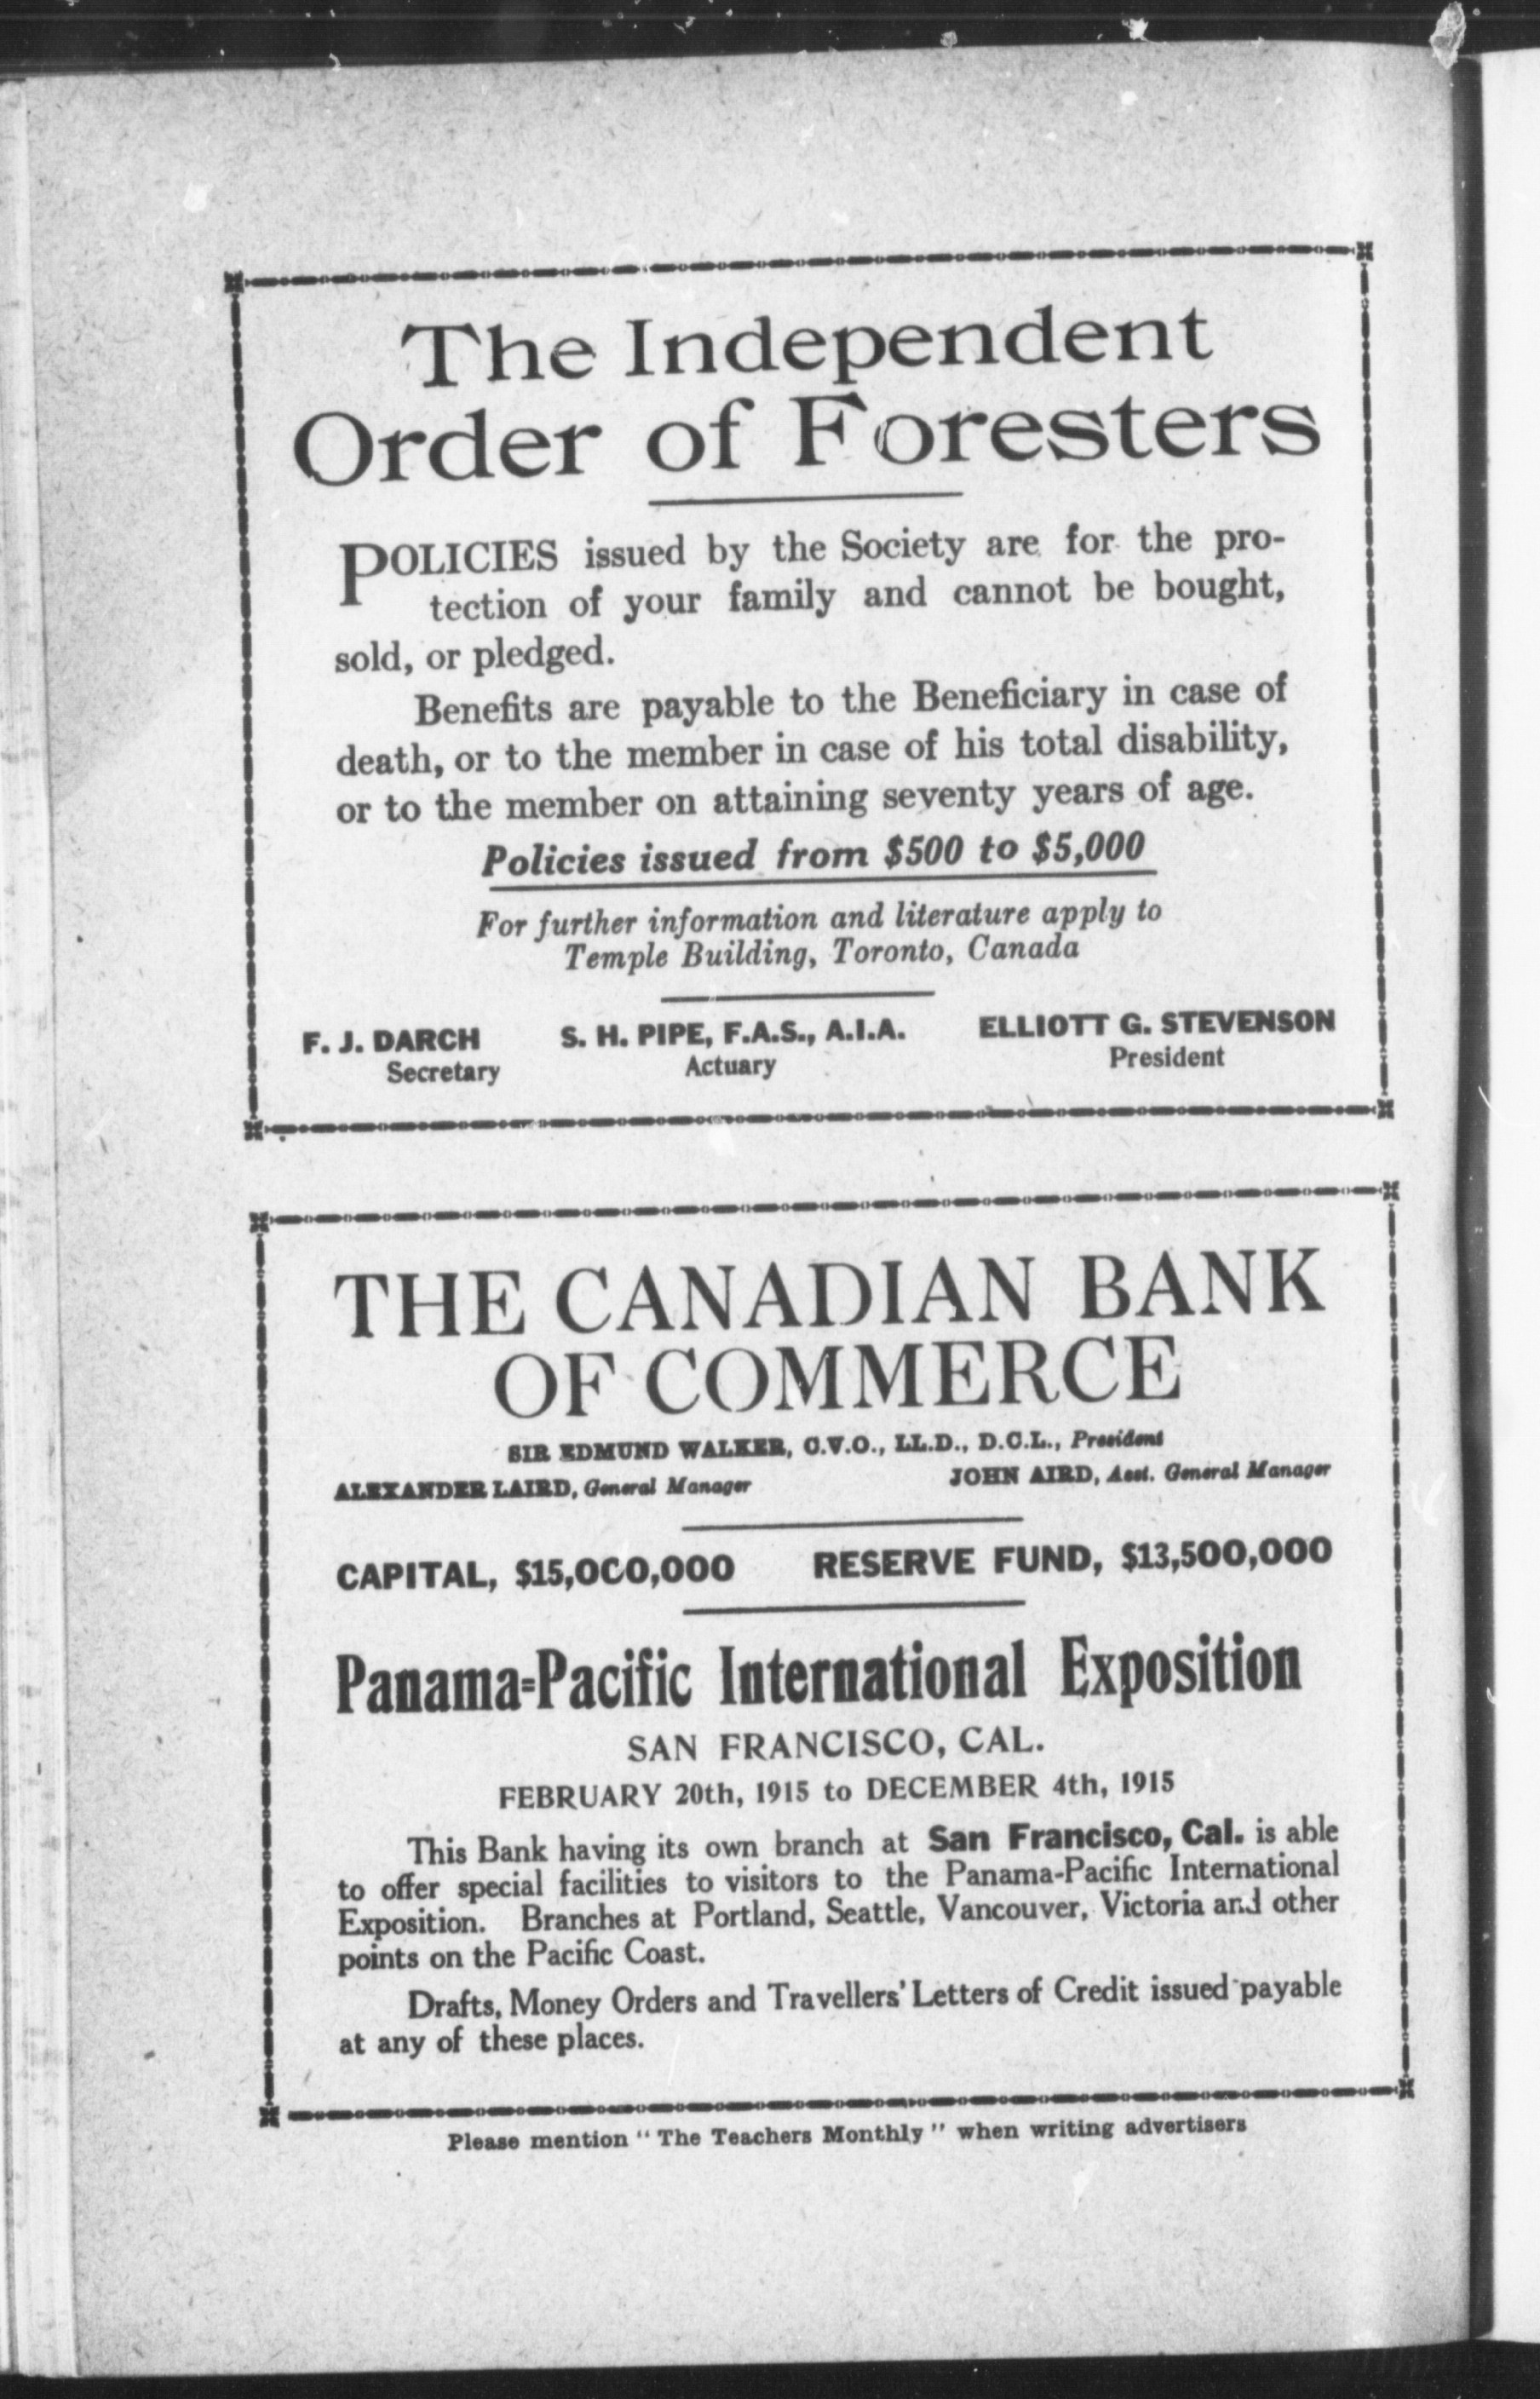 The Independent
Order of Foresters
POLICIES issued by the Society are for the pro-
tection of your family and cannot be bought,
sold, or pledged.
Benefits are payable to the Beneficiary in case of
death, or to the member in case of his total disability,
or to the member on attaining seventy years of age.
Policies issued from $500 to $5,000
For further information and literature apply to
Temple Building, Toronto, Canada
F. J. DARCH S. H. PIPE, F.A.S., A.I.A. ELLIOTT G. STEVENSON
Secretary Actuary President
THE CANADIAN BANK
OF COMMERCE
SIR EDMUND WALKER, C.V.O., LL.D., D.C.L., President
ALEXANDER LAIRD, General Manager JOHN AIRD, Asst. General Manager
CAPITAL, $15,000,000 RESERVE FUND, $13,500,000
Panama-Pacific International Exposition
SAN FRANCISCO, CAL.
FEBRUARY 20th, 1915 to DECEMBER 4th, 1915
This Bank having its own branch at San Francisco, Cal. is able
to offer special facilities to visitors to the Panama-Pacific International
Exposition. Branches at Portland, Seattle, Vancouver, Victoria and other
points on the Pacific Coast.
Drafts, Money Orders and Travellers' Letters of Credit issued payable
at any of these places.
Please mention "The Teachers Monthly" when writing advertisers